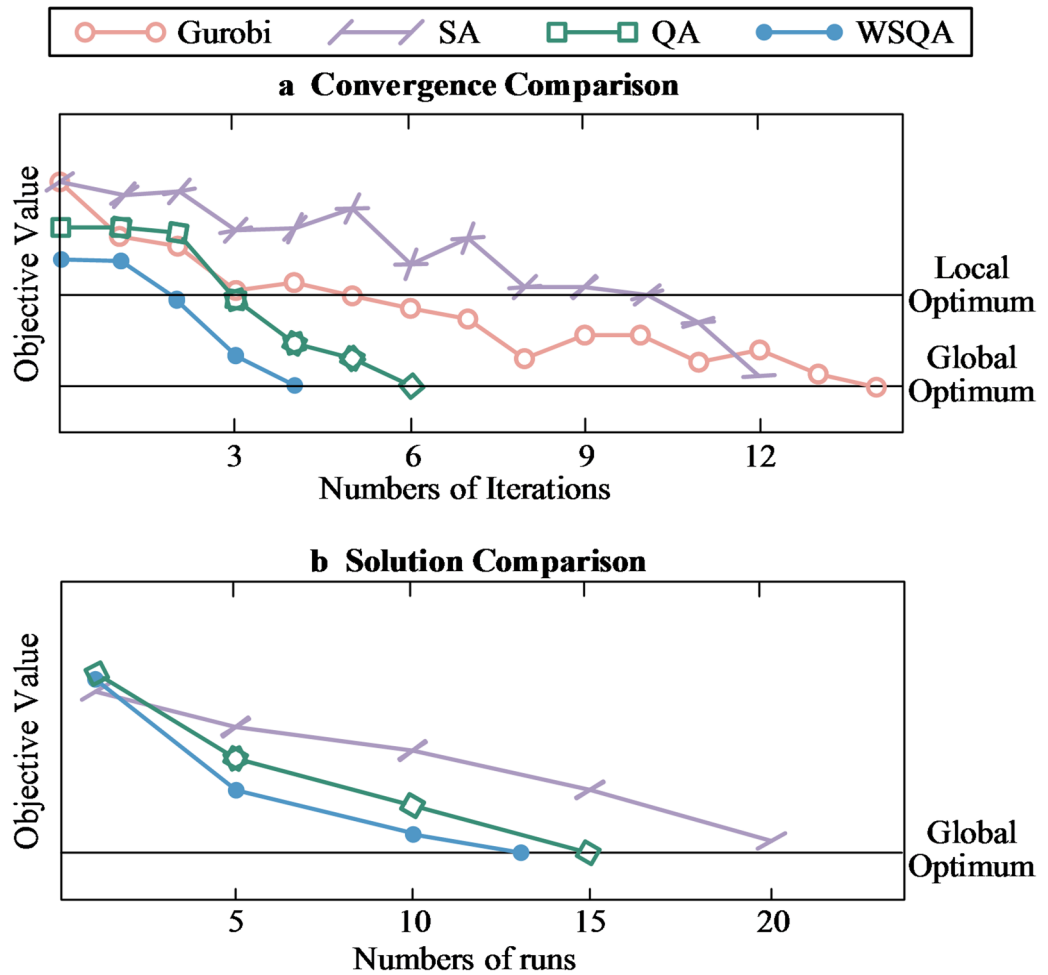 Gurobi SA QA WSQA
a Convergence Comparison
Objective Value
Local
Optimum
Global
Optimum
3 6 9 12
Numbers of Iterations
b Solution Comparison
Objective Value
Global
Optimum
5 10 15 20
Numbers of runs